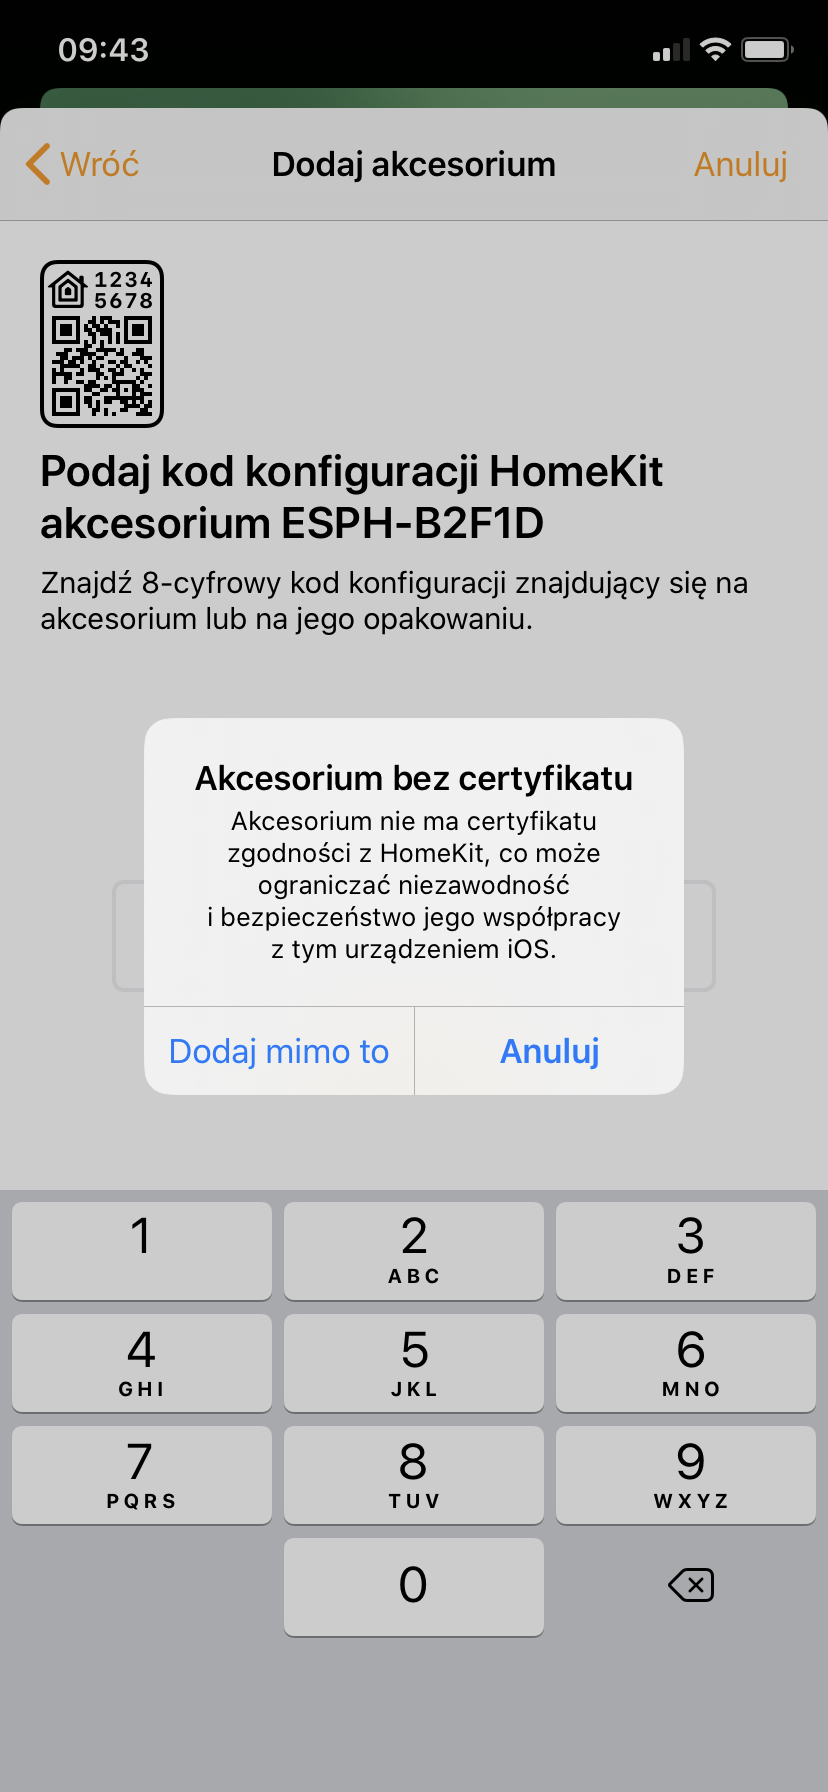 09:43
Wróć
Dodaj akcesorium
Anuluj
1234
5678
Podaj kod konfiguracji HomeKit
akcesorium ESPH-B2F1D
Znajdź 8-cyfrowy kod konfiguracji znajdujący się na
akcesorium lub na jego opakowaniu.
Akcesorium bez certyfikatu
Akcesorium nie ma certyfikatu
zgodności z HomeKit, co może
ograniczać niezawodność
i bezpieczeństwo jego współpracy
z tym urządzeniem iOS.
Dodaj mimo to
Anuluj
1
2
ABC
3
DEF
4
GHI
5
JKL
6
MNO
7
PQRS
8
TUV
9
WXYZ
0